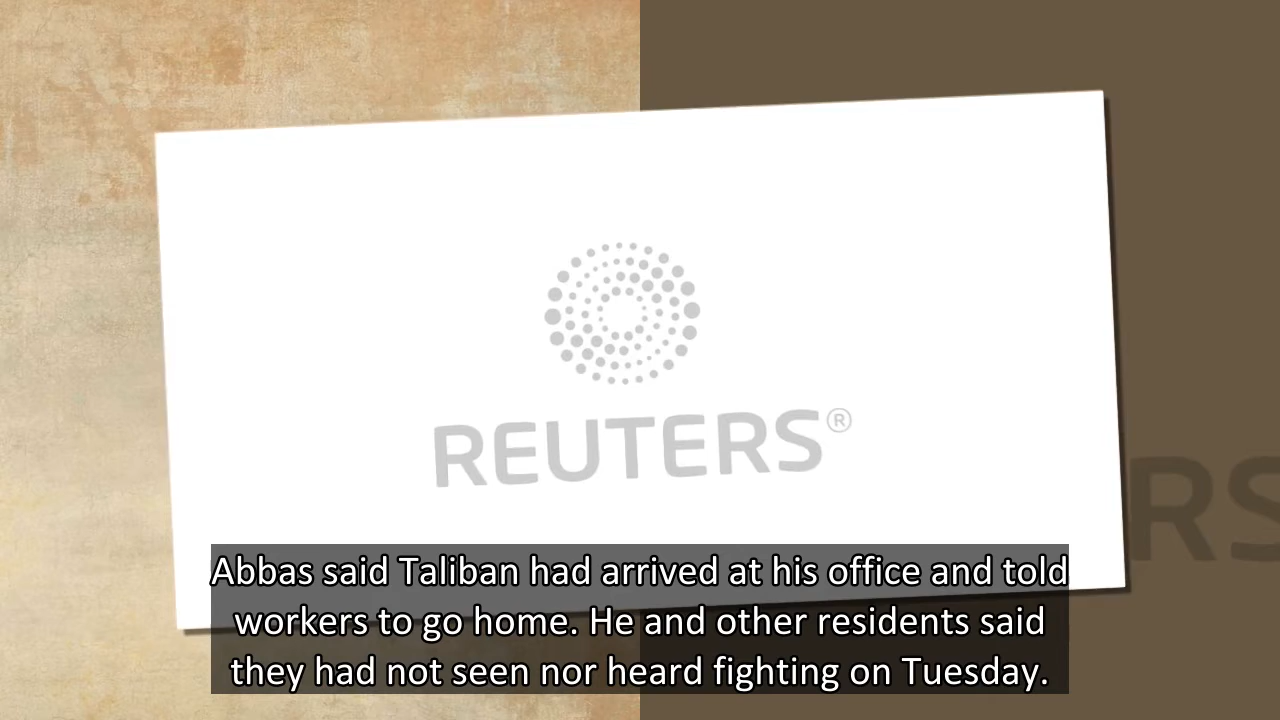 REUTERS®
RS
Abbas said Taliban had arrived at his office and told
workers to go home. He and other residents said
they had not seen nor heard fighting on Tuesday.